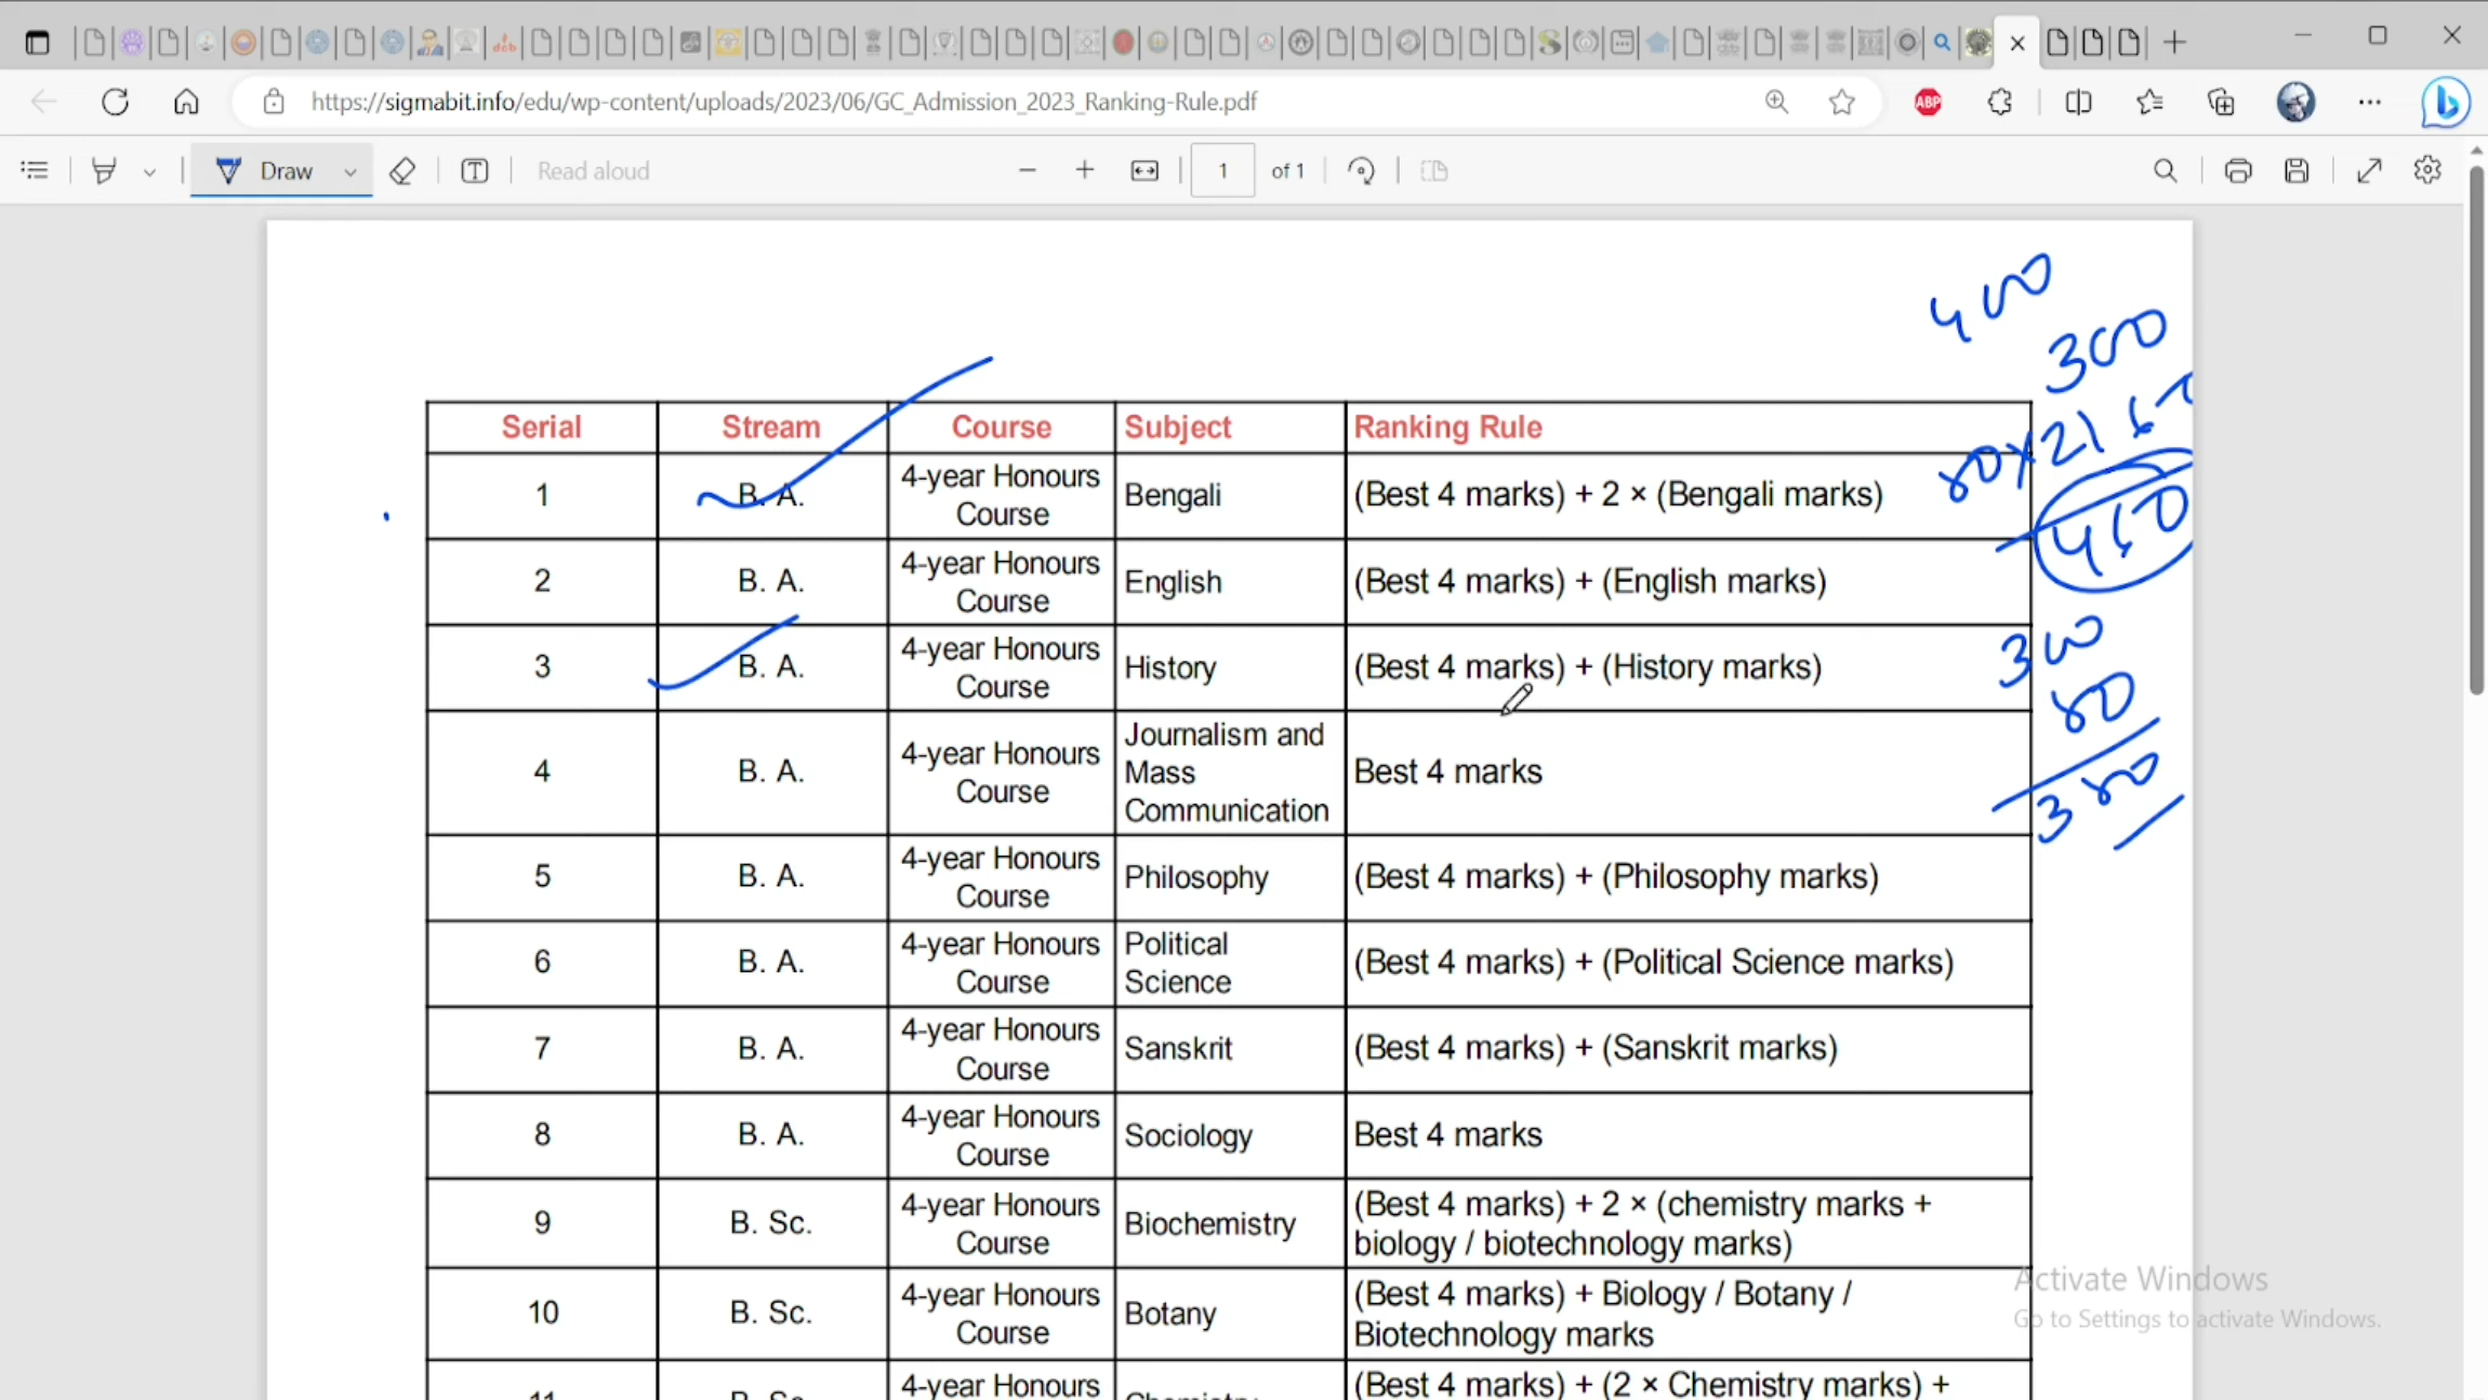 https://sigmabit.info/edu/wp-content/uploads/2023/06/GC_Admission_2023_Ranking-Rule.pdf
ABP
Draw
Read aloud
1
of 1
400
300
80×2 160
460
300
80
380
Serial Stream Course Subject Ranking Rule
1 B. A. 4-year Honours Course Bengali (Best 4 marks) + 2 × (Bengali marks)
2 B. A. 4-year Honours Course English (Best 4 marks) + (English marks)
3 B. A. 4-year Honours Course History (Best 4 marks) + (History marks)
4 B. A. 4-year Honours Course Journalism and Mass Communication Best 4 marks
5 B. A. 4-year Honours Course Philosophy (Best 4 marks) + (Philosophy marks)
6 B. A. 4-year Honours Course Political Science (Best 4 marks) + (Political Science marks)
7 B. A. 4-year Honours Course Sanskrit (Best 4 marks) + (Sanskrit marks)
8 B. A. 4-year Honours Course Sociology Best 4 marks
9 B. Sc. 4-year Honours Course Biochemistry (Best 4 marks) + 2 × (chemistry marks +
biology / biotechnology marks)
10 B. Sc. 4-year Honours Course Botany (Best 4 marks) + Biology / Botany /
Biotechnology marks
4-year Honours (Best 4 marks) + (2 × Chemistry marks) +
Activate Windows
Go to Settings to activate Windows.